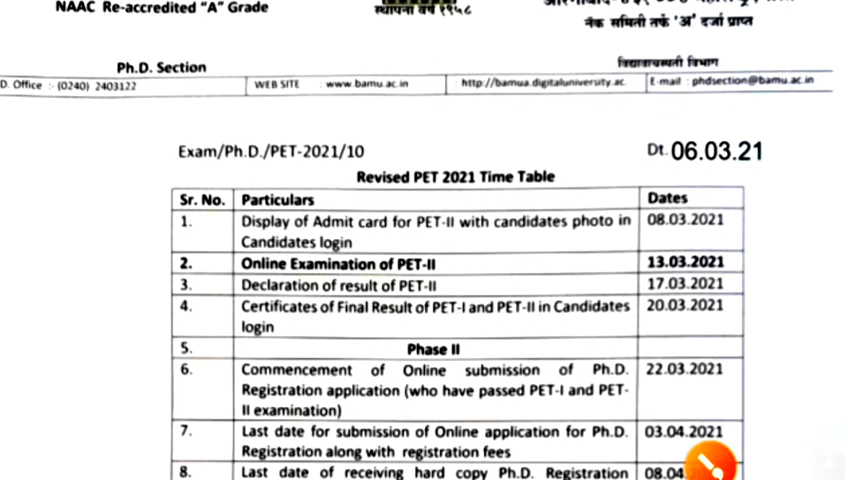 NAAC Re-accredited "A" Grade
स्थापना वर्ष १९५८
नॅक समिती तर्फे 'अ' दर्जा प्राप्त
Ph.D. Section
विद्यावाचस्पती विभाग
D. Office :- (0240) 2403122 WEB SITE : www.bamu.ac.in : http://bamua.digitaluniversity.ac. E-mail : phdsection@bamu.ac.in
Exam/Ph.D./PET-2021/10 Dt. 06.03.21
Revised PET 2021 Time Table
Sr. No. Particulars Dates
1. Display of Admit card for PET-II with candidates photo in 08.03.2021
Candidates login
2. Online Examination of PET-II 13.03.2021
3. Declaration of result of PET-II 17.03.2021
4. Certificates of Final Result of PET-I and PET-II in Candidates 20.03.2021
login
5. Phase II
6. Commencement of Online submission of Ph.D. 22.03.2021
Registration application (who have passed PET-I and PET-
II examination)
7. Last date for submission of Online application for Ph.D. 03.04.2021
Registration along with registration fees
8. Last date of receiving hard copy Ph.D. Registration 08.04